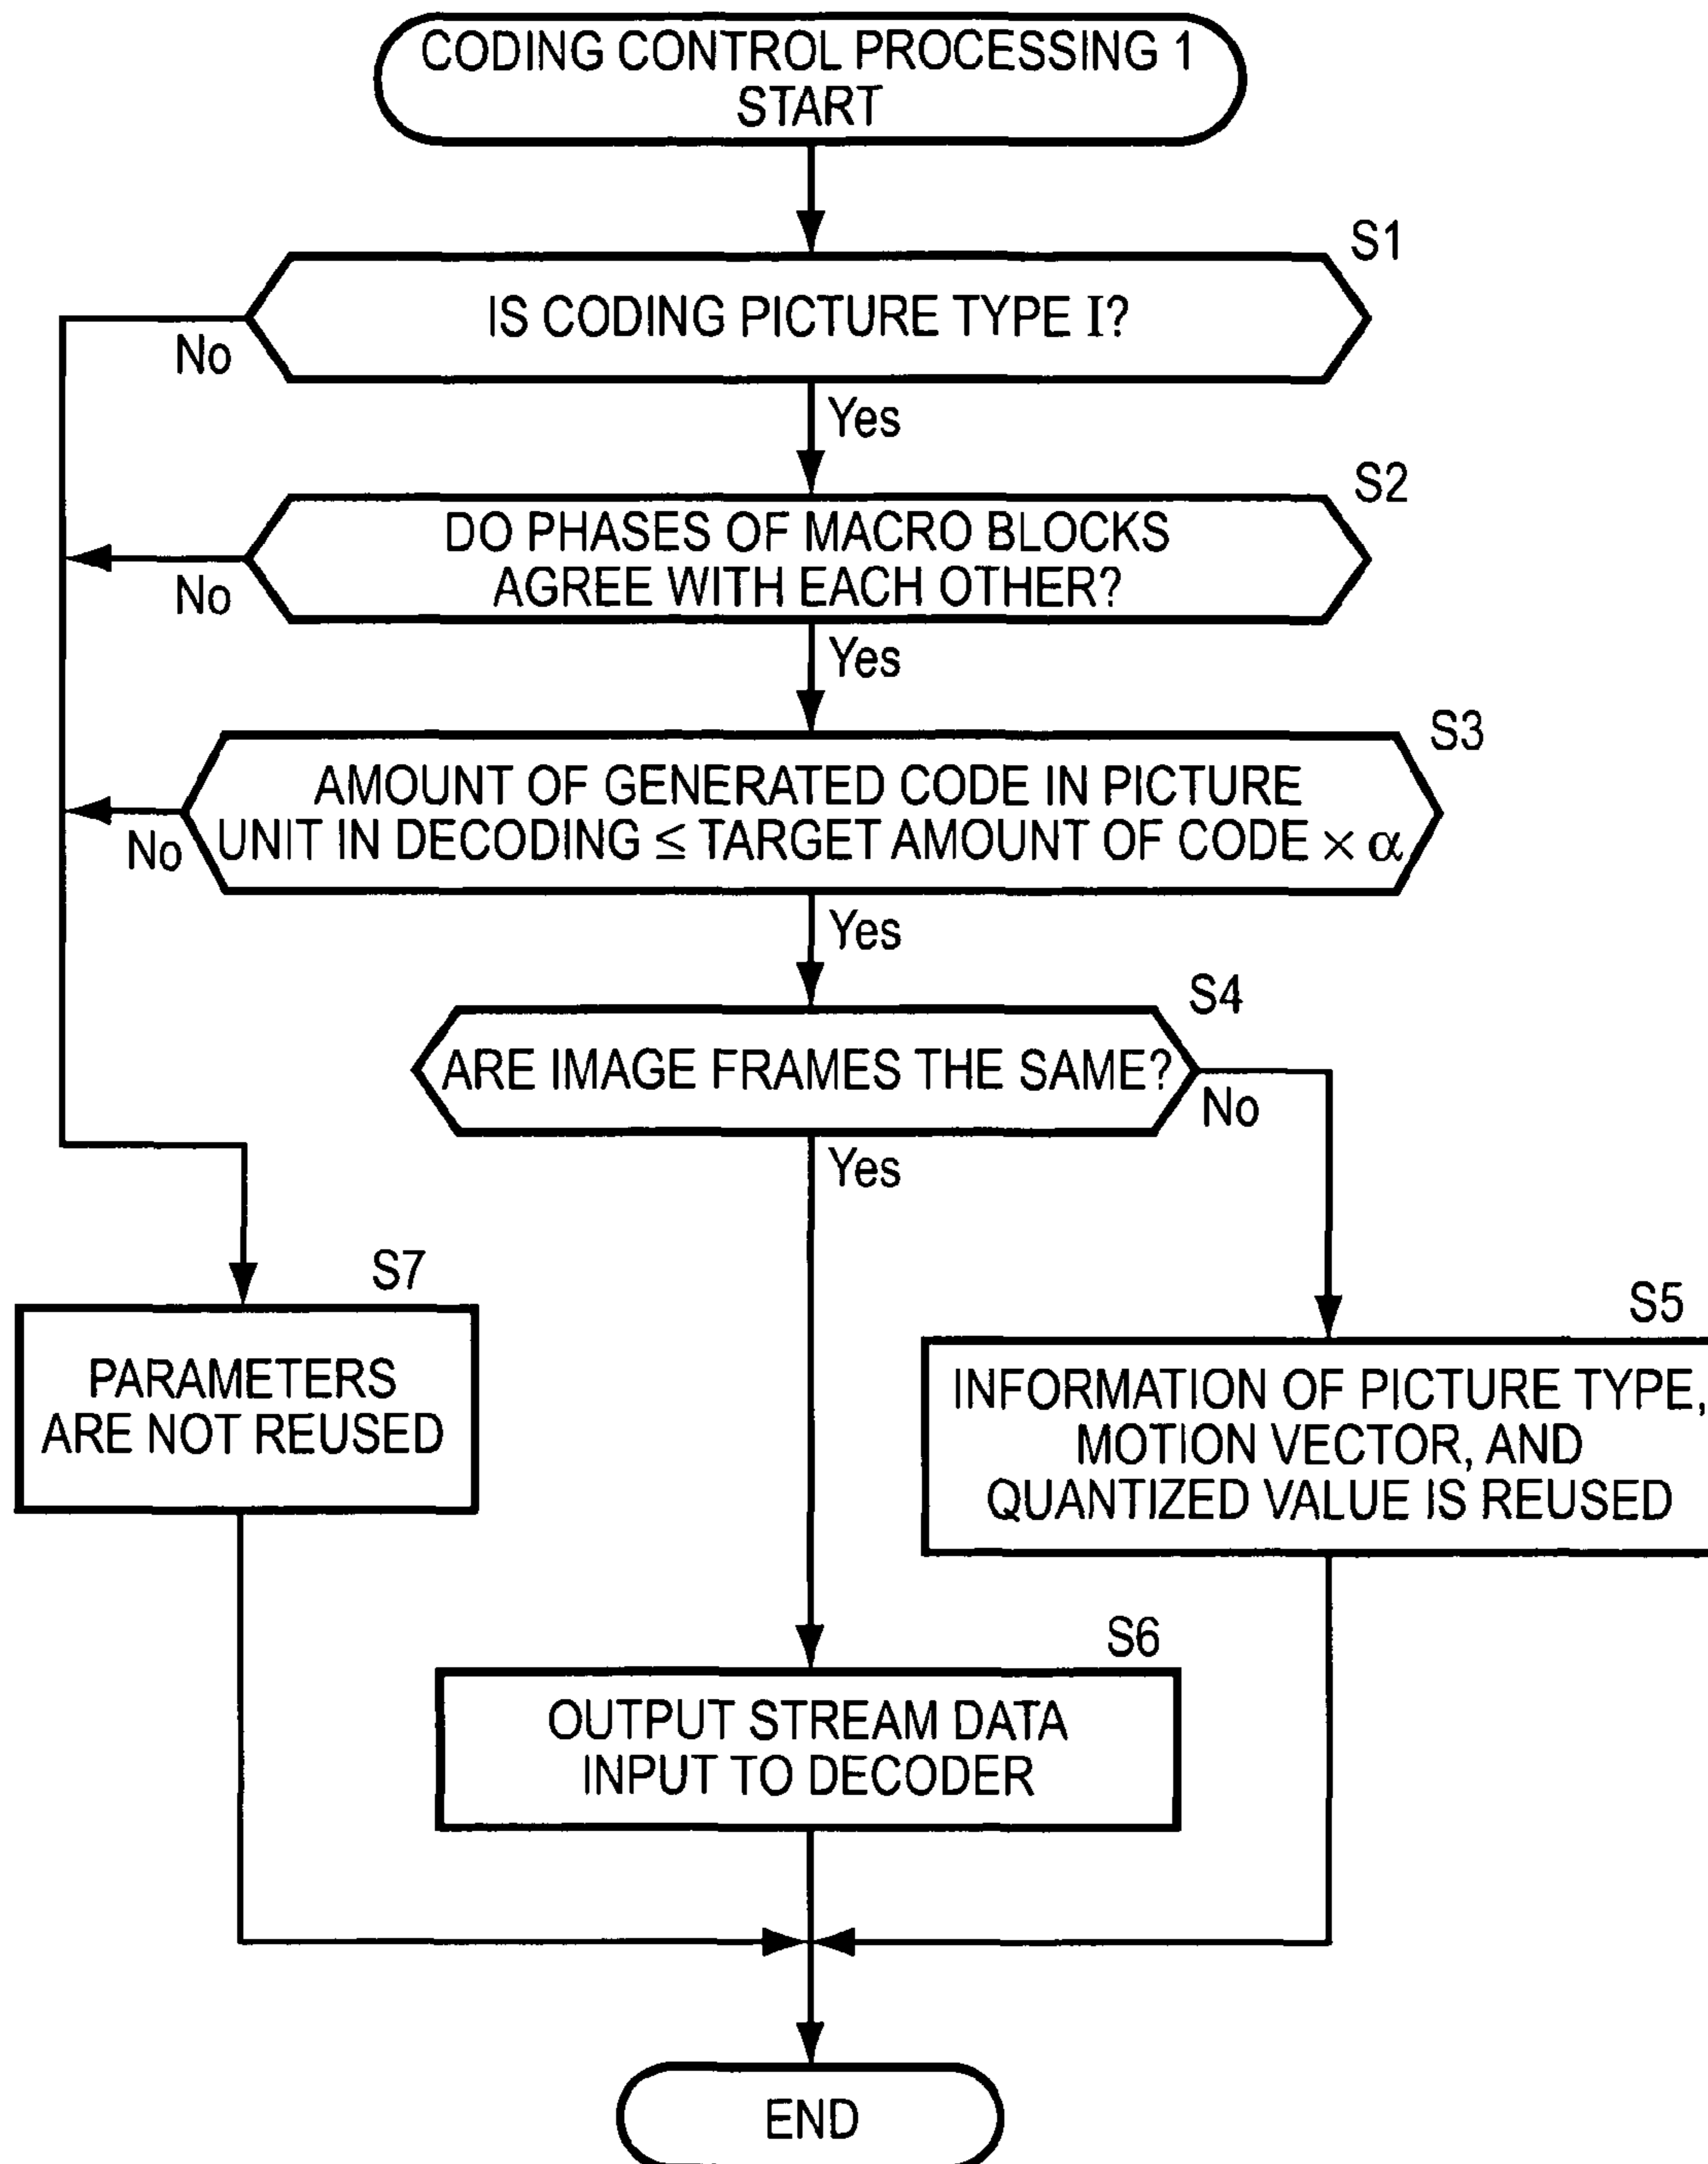 CODING CONTROL PROCESSING 1
START
S1
IS CODING PICTURE TYPE I?
No
Yes
S2
DO PHASES OF MACRO BLOCKS
AGREE WITH EACH OTHER?
No
Yes
S3
AMOUNT OF GENERATED CODE IN PICTURE
UNIT IN DECODING ≤ TARGET AMOUNT OF CODE × α
No
Yes
S4
ARE IMAGE FRAMES THE SAME?
No
Yes
S7
PARAMETERS
ARE NOT REUSED
S5
INFORMATION OF PICTURE TYPE,
MOTION VECTOR, AND
QUANTIZED VALUE IS REUSED
S6
OUTPUT STREAM DATA
INPUT TO DECODER
END